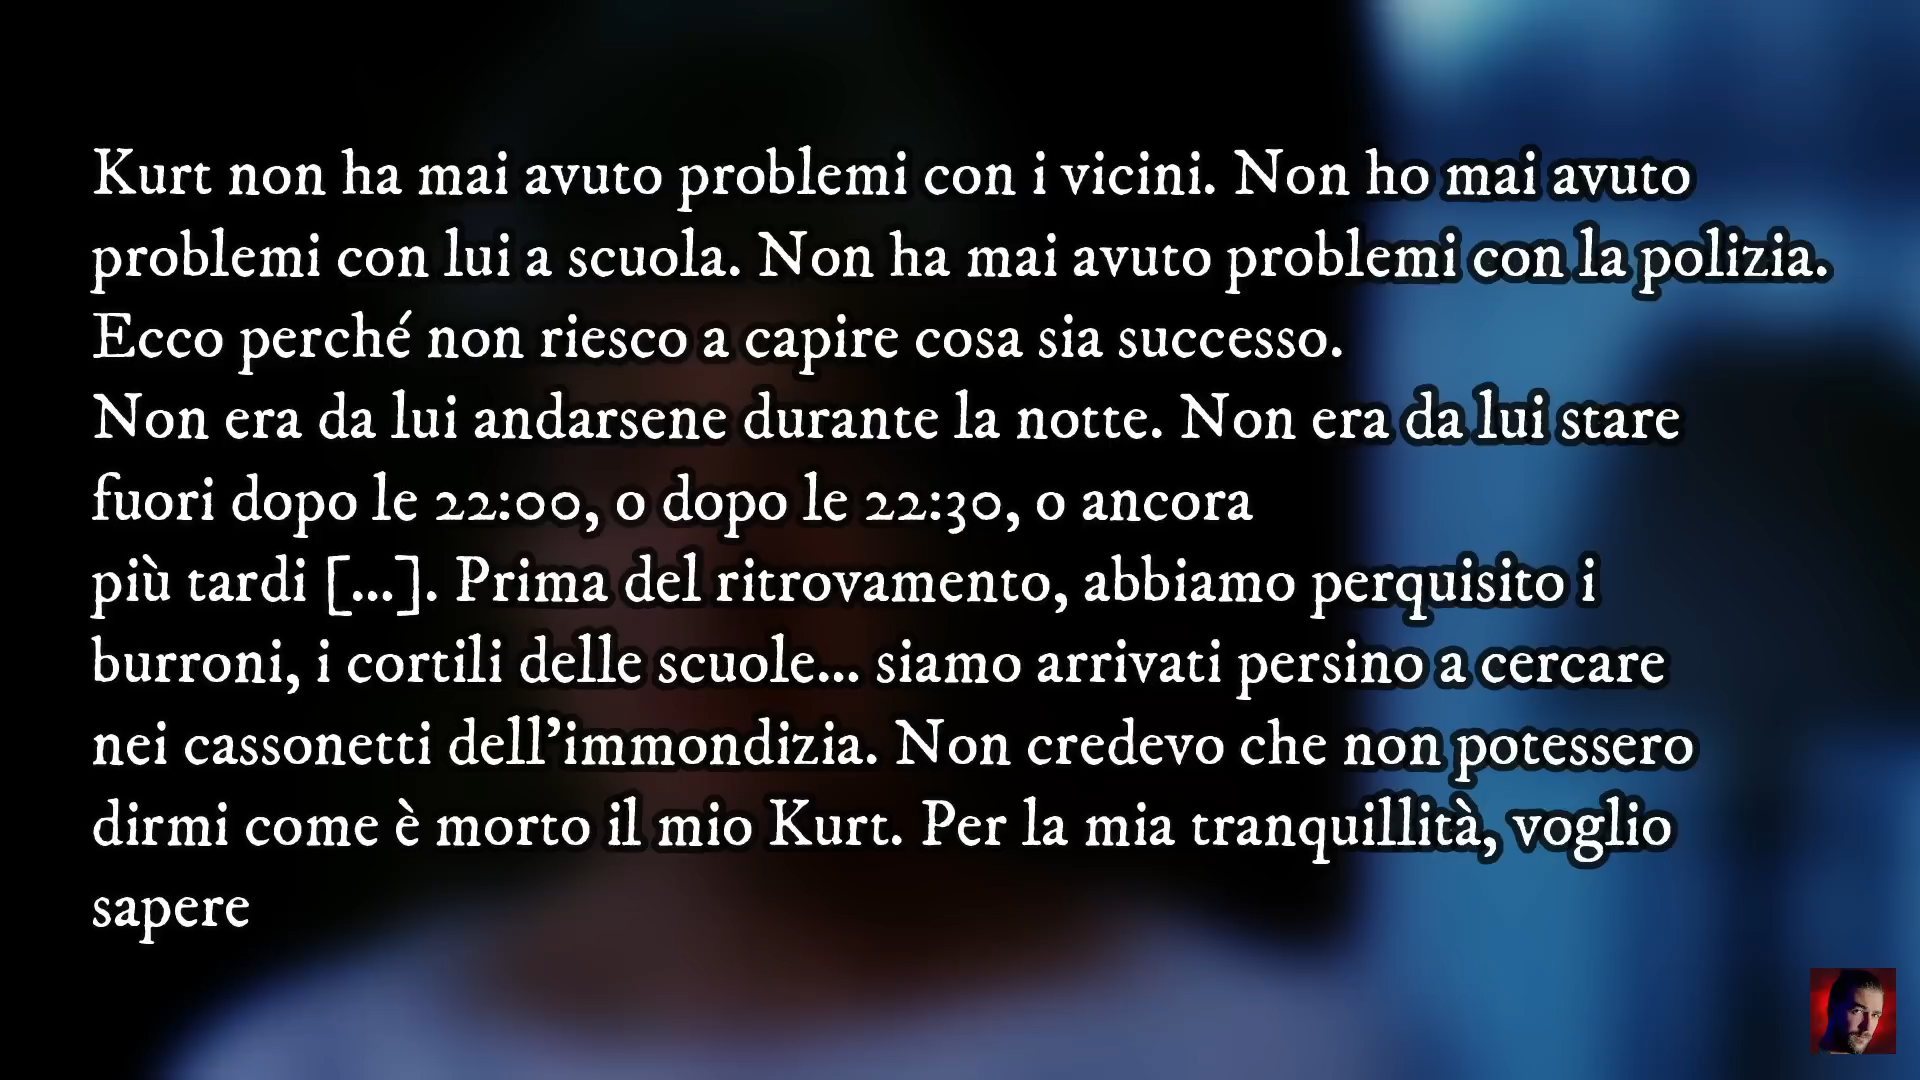 Kurt non ha mai avuto problemi con i vicini. Non ho mai avuto
problemi con lui a scuola. Non ha mai avuto problemi con la polizia.
Ecco perché non riesco a capire cosa sia successo.
Non era da lui andarsene durante la notte. Non era da lui stare
fuori dopo le 22:00, o dopo le 22:30, o ancora
più tardi [...]. Prima del ritrovamento, abbiamo perquisito i
burroni, i cortili delle scuole... siamo arrivati persino a cercare
nei cassonetti dell'immondizia. Non credevo che non potessero
dirmi come è morto il mio Kurt. Per la mia tranquillità, voglio
sapere